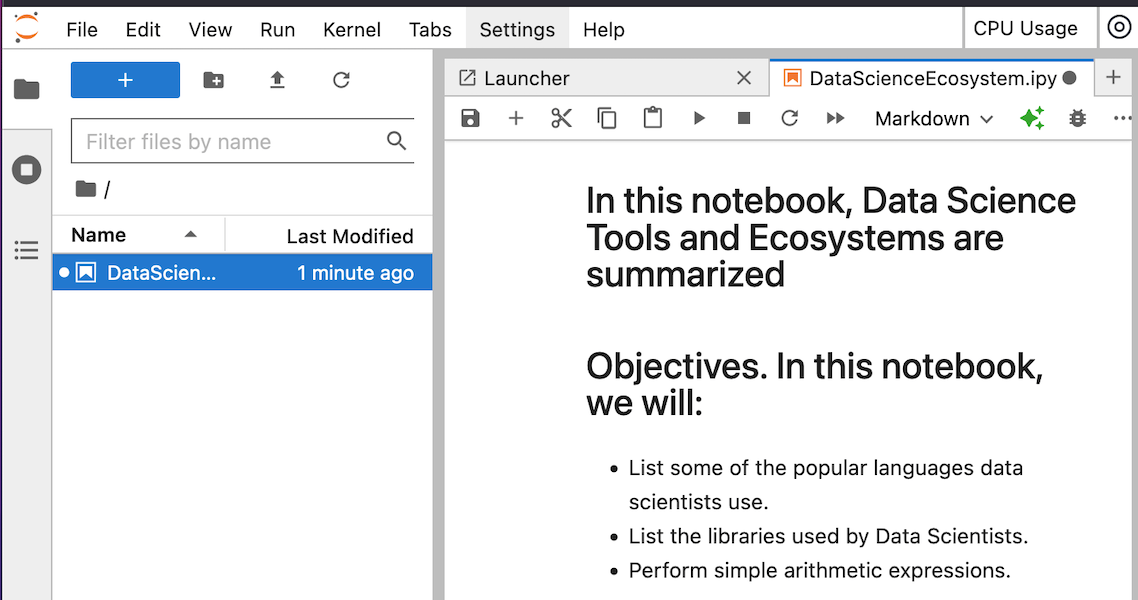 File Edit View Run Kernel Tabs Settings Help CPU Usage
Launcher DataScienceEcosystem.ipy
Filter files by name
Markdown
/
Name Last Modified
DataScien... 1 minute ago
In this notebook, Data Science
Tools and Ecosystems are
summarized
Objectives. In this notebook,
we will:
List some of the popular languages data
scientists use.
List the libraries used by Data Scientists.
Perform simple arithmetic expressions.